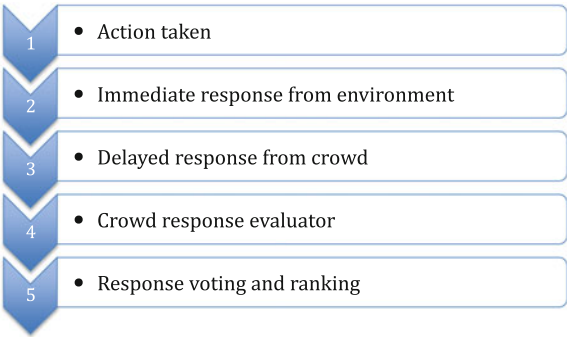 1 • Action taken
2 • Immediate response from environment
3 • Delayed response from crowd
4 • Crowd response evaluator
5 • Response voting and ranking